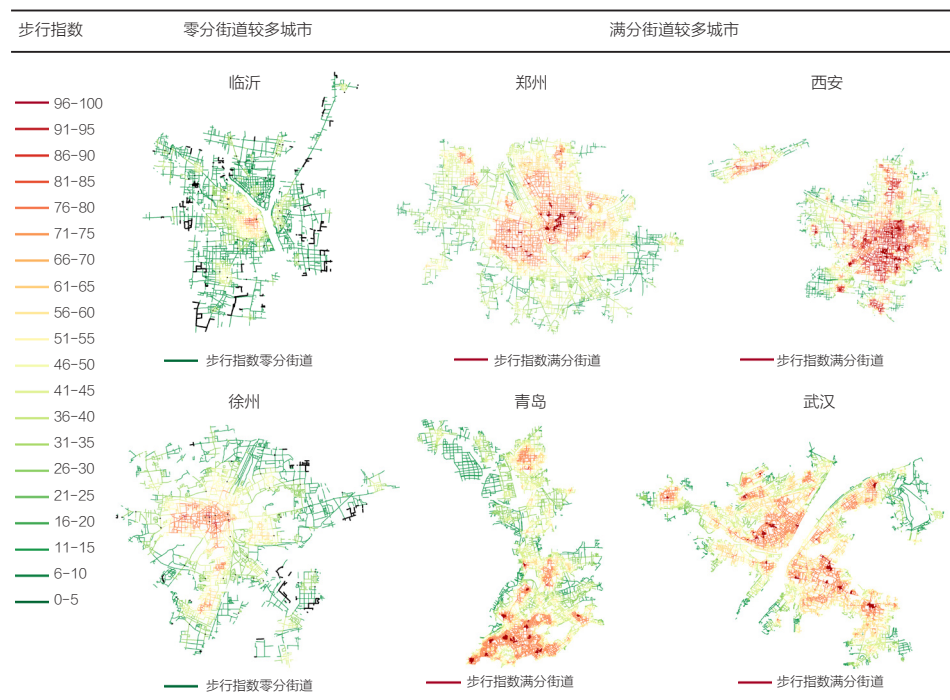 步行指数
零分街道较多城市
满分街道较多城市
临沂
郑州
西安
96-100
91-95
86-90
81-85
76-80
71-75
66-70
61-65
56-60
51-55
46-50
41-45
36-40
31-35
26-30
21-25
16-20
11-15
6-10
0-5
步行指数零分街道
步行指数满分街道
步行指数满分街道
徐州
青岛
武汉
步行指数零分街道
步行指数满分街道
步行指数满分街道